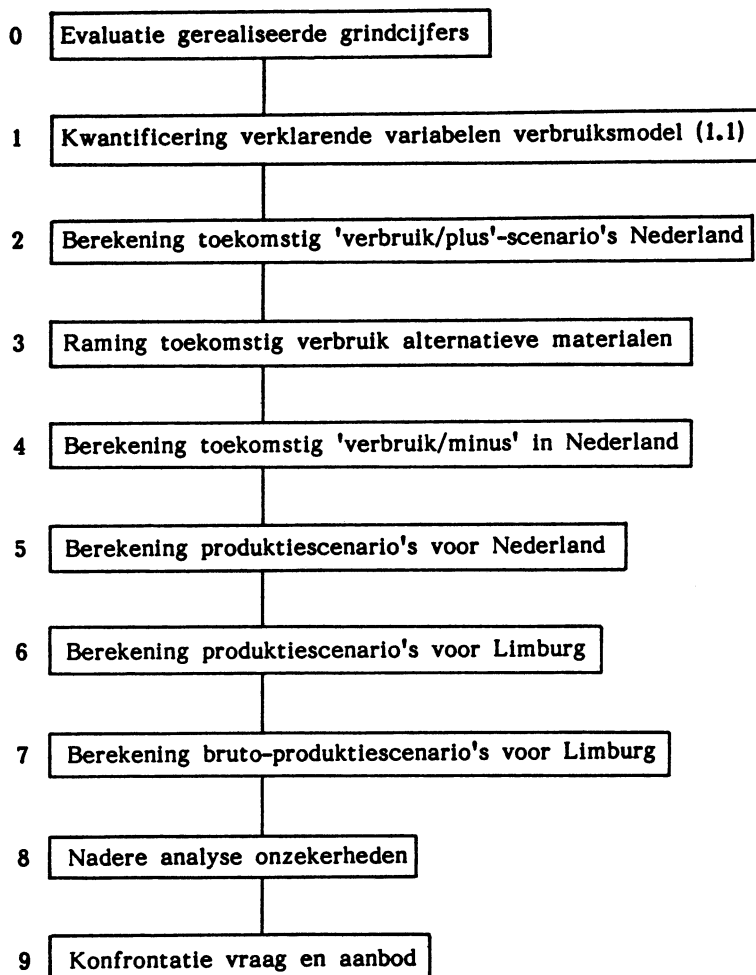 0 Evaluatie gerealiseerde grindcijfers
1 Kwantificering verklarende variabelen verbruiksmodel (1.1)
2 Berekening toekomstig 'verbruik/plus'-scenario's Nederland
3 Raming toekomstig verbruik alternatieve materialen
4 Berekening toekomstig 'verbruik/minus' in Nederland
5 Berekening produktiescenario's voor Nederland
6 Berekening produktiescenario's voor Limburg
7 Berekening bruto-produktiescenario's voor Limburg
8 Nadere analyse onzekerheden
9 Konfrontatie vraag en aanbod